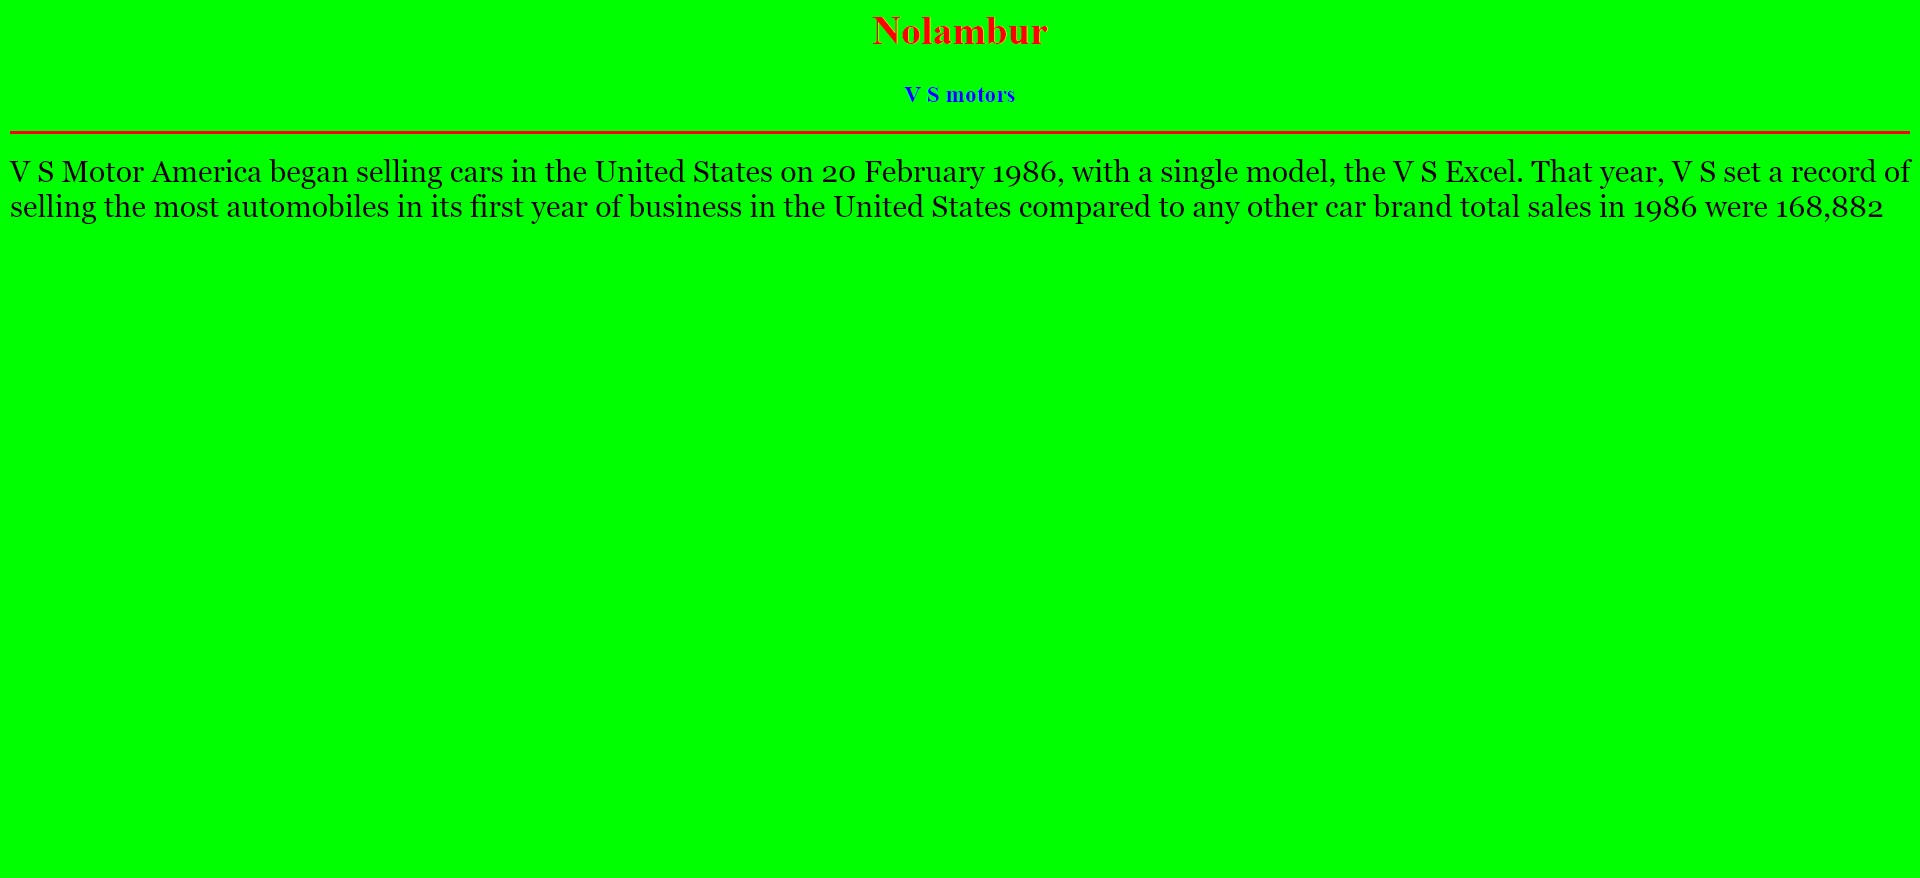 Nolambur
V S motors
V S Motor America began selling cars in the United States on 20 February 1986, with a single model, the V S Excel. That year, V S set a record of
selling the most automobiles in its first year of business in the United States compared to any other car brand total sales in 1986 were 168,882